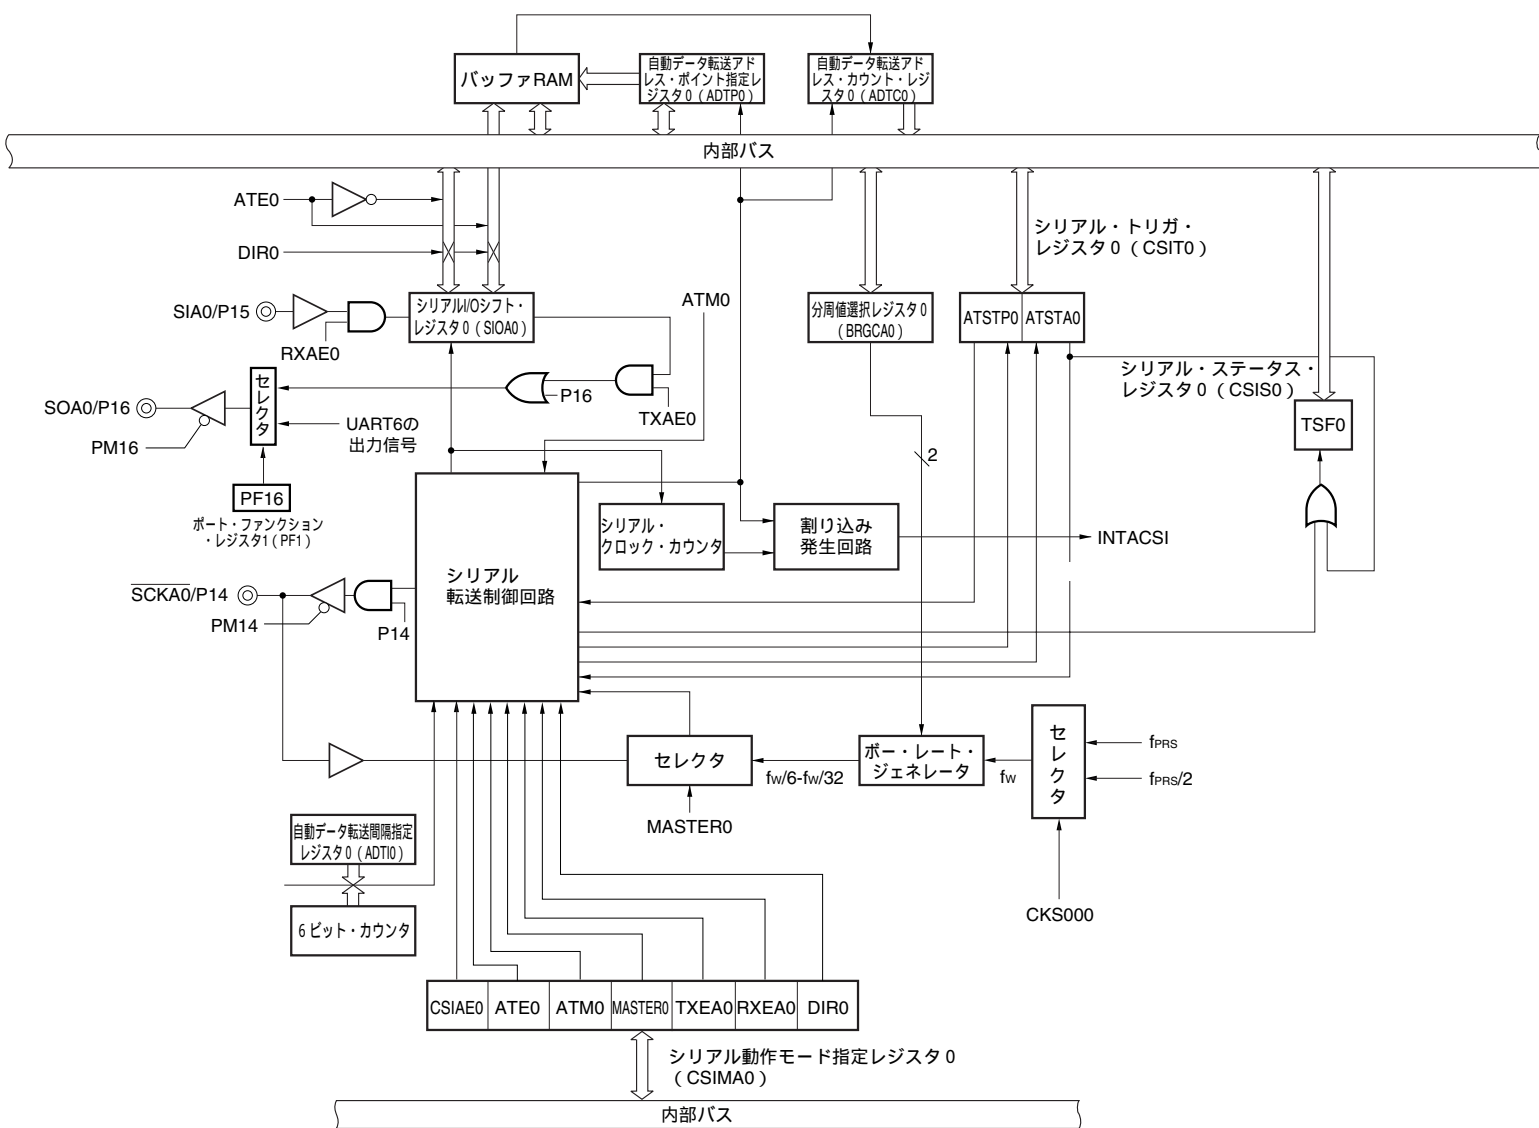 バッファRAM
自動データ転送アド
レス・ポイント指定レ
ジスタ0（ADTP0）
自動データ転送アド
レス・カウント・レジ
スタ0（ADTC0）
内部バス
ATE0
DIR0
シリアル・トリガ・
レジスタ0（CSIT0）
SIA0/P15
RXAE0
シリアルI/Oシフト・
レジスタ0（SIOA0）
ATM0
分周値選択レジスタ0
（BRGCA0）
ATSTP0
ATSTA0
シリアル・ステータス・
レジスタ0（CSIS0）
セレクタ
SOA0/P16
PM16
P16
TXAE0
UART6の
出力信号
TSF0
2
PF16
ポート・ファンクション
・レジスタ1（PF1）
シリアル・
クロック・カウンタ
割り込み
発生回路
INTACSI
シリアル
転送制御回路
SCKA0/P14
PM14
P14
セレクタ
fW/6-fW/32
MASTER0
ボー・レート・
ジェネレータ
fW
セレクタ
fPRS
fPRS/2
CKS000
自動データ転送間隔指定
レジスタ0（ADTI0）
6ビット・カウンタ
CSIAE0
ATE0
ATM0
MASTER0
TXEA0
RXEA0
DIR0
シリアル動作モード指定レジスタ0
（CSIMA0）
内部バス